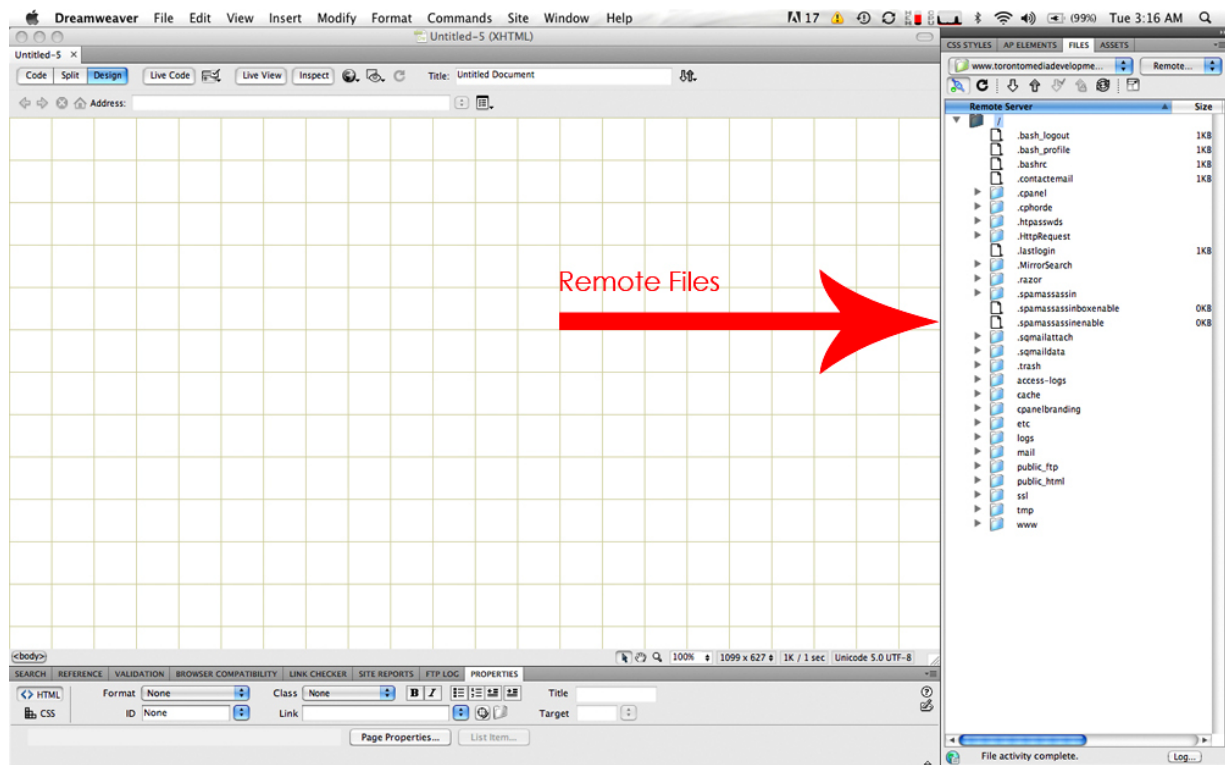 Dreamweaver File Edit View Insert Modify Format Commands Site Window Help 17 (99%) Tue 3:16 AM
Untitled-5 (XHTML)
Untitled-5 ×
Code Split Design Live Code Live View Inspect Title: Untitled Document
Address:
CSS STYLES AP ELEMENTS FILES ASSETS
www.torontomediadevelopme... Remote...
Remote Server Size
/
.bash_logout 1KB
.bash_profile 1KB
.bashrc 1KB
.contactemail 1KB
.cpanel
.cphorde
.htpasswds
.HttpRequest
.lastlogin 1KB
.MirrorSearch
.razor
.spamassassin
.spamassassinboxenable 0KB
.spamassassinenable 0KB
.sqmailattach
.sqmaildata
.trash
access-logs
cache
cpanelbranding
etc
logs
mail
public_ftp
public_html
ssl
tmp
www
Remote Files
<body> 100% 1099 x 627 1K / 1 sec Unicode 5.0 UTF-8
SEARCH REFERENCE VALIDATION BROWSER COMPATIBILITY LINK CHECKER SITE REPORTS FTP LOG PROPERTIES
<> HTML Format None Class None B I Title
CSS ID None Link Target
Page Properties... List Item...
File activity complete. Log...